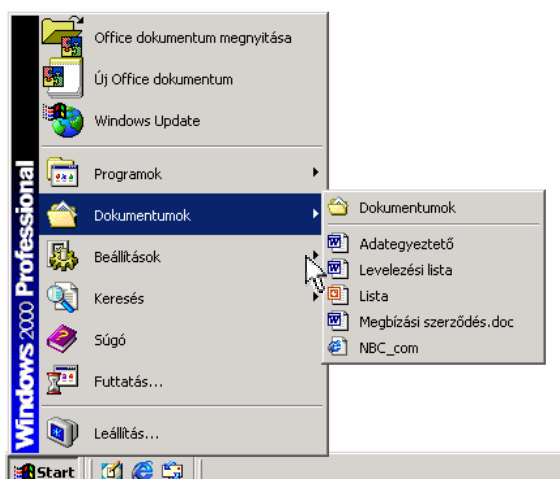 Office dokumentum megnyitása
Új Office dokumentum
Windows Update
Programok
Dokumentumok
Beállítások
Keresés
Súgó
Futtatás...
Leállítás...
Windows 2000 Professional
Dokumentumok
Adategyeztető
Levelezési lista
Lista
Megbízási szerződés.doc
NBC_com
Start